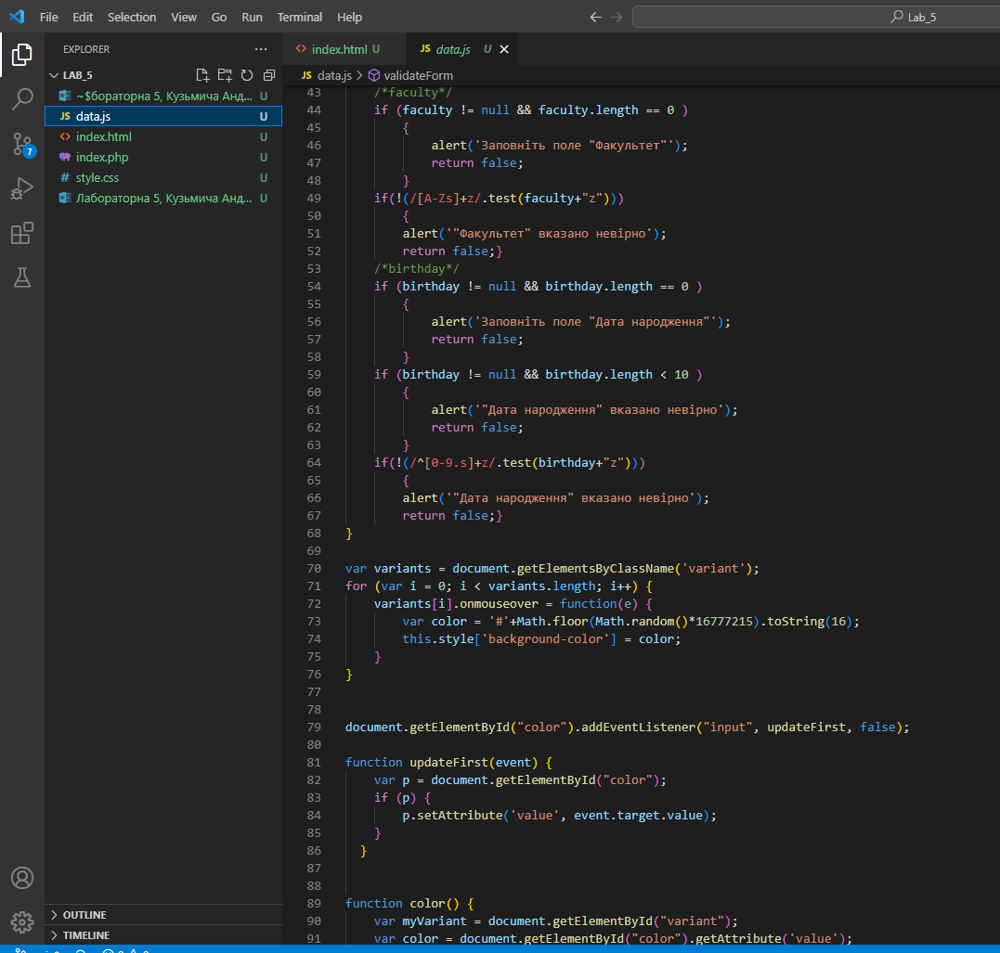 File Edit Selection View Go Run Terminal Help
Lab_5
EXPLORER
index.html U
JS data.js U
LAB_5
JS data.js > validateForm
~$бораторна 5, Кузьмича Анд... U
JS data.js U
index.html U
index.php U
# style.css U
Лабораторна 5, Кузьмича Анд... U
7
OUTLINE
TIMELINE
43 /*faculty*/
44 if (faculty != null && faculty.length == 0 )
45 {
46 alert('Заповніть поле "Факультет"');
47 return false;
48 }
49 if(!(/[A-Zs]+z/.test(faculty+"z")))
50 {
51 alert('"Факультет" вказано невірно');
52 return false;}
53 /*birthday*/
54 if (birthday != null && birthday.length == 0 )
55 {
56 alert('Заповніть поле "Дата народження"');
57 return false;
58 }
59 if (birthday != null && birthday.length < 10 )
60 {
61 alert('"Дата народження" вказано невірно');
62 return false;
63 }
64 if(!(/^[0-9.s]+z/.test(birthday+"z")))
65 {
66 alert('"Дата народження" вказано невірно');
67 return false;}
68 }
69
70 var variants = document.getElementsByClassName('variant');
71 for (var i = 0; i < variants.length; i++) {
72 variants[i].onmouseover = function(e) {
73 var color = '#'+Math.floor(Math.random()*16777215).toString(16);
74 this.style['background-color'] = color;
75 }
76 }
77
78
79 document.getElementById("color").addEventListener("input", updateFirst, false);
80
81 function updateFirst(event) {
82 var p = document.getElementById("color");
83 if (p) {
84 p.setAttribute('value', event.target.value);
85 }
86 }
87
88
89 function color() {
90 var myVariant = document.getElementById("variant");
91 var color = document.getElementById("color").getAttribute('value');